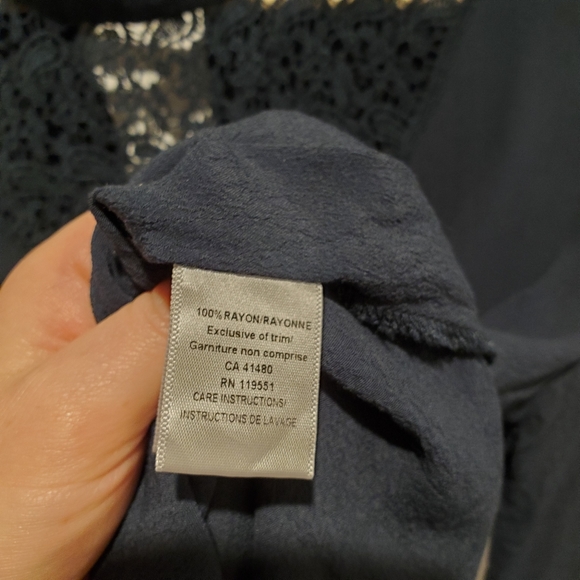 100% RAYON/RAYONNE
Exclusive of trim/
Garniture non comprise
CA 41480
RN 119551
CARE INSTRUCTIONS/
INSTRUCTIONS DE LAVAGE